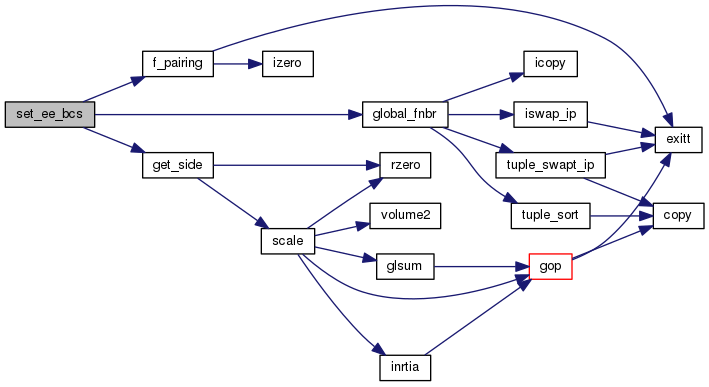 f_pairing
izero
icopy
set_ee_bcs
global_fnbr
iswap_ip
exitt
get_side
rzero
tuple_swapt_ip
volume2
tuple_sort
copy
scale
glsum
gop
inrtia